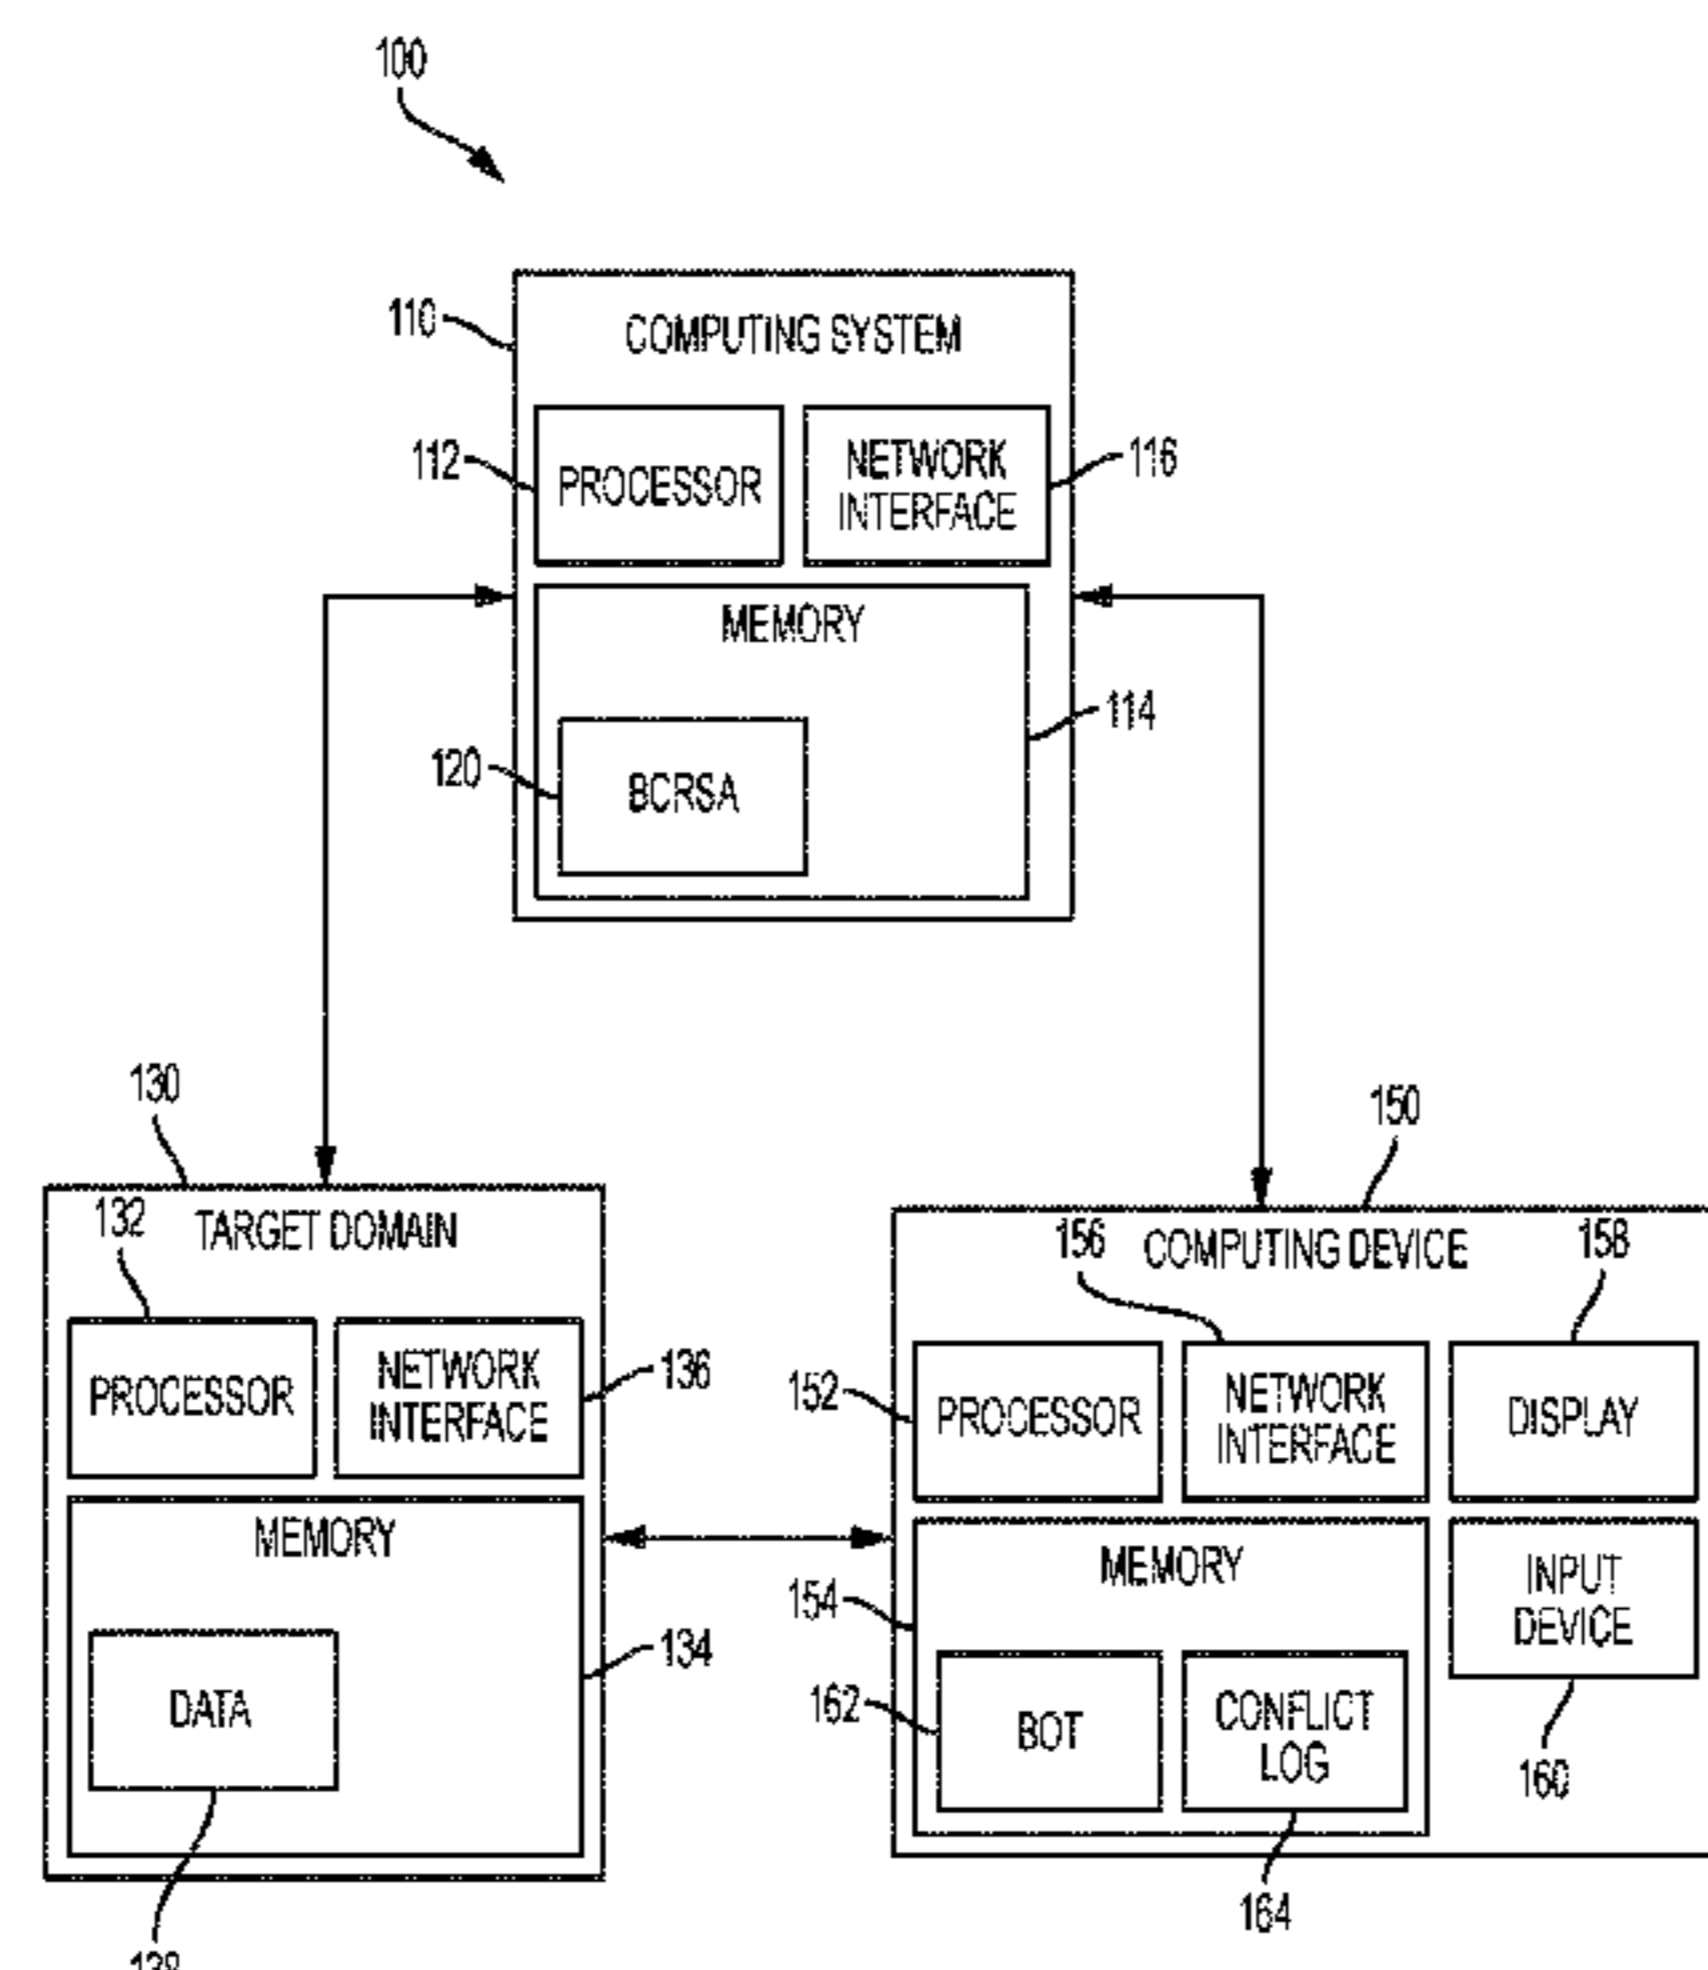 100
110
COMPUTING SYSTEM
112
PROCESSOR
NETWORK
INTERFACE
116
MEMORY
114
120
BCRSA
130
132
TARGET DOMAIN
PROCESSOR
NETWORK
INTERFACE
136
MEMORY
134
DATA
138
150
156
COMPUTING DEVICE
158
152
PROCESSOR
NETWORK
INTERFACE
DISPLAY
154
MEMORY
INPUT
DEVICE
160
162
BOT
CONFLICT
LOG
164